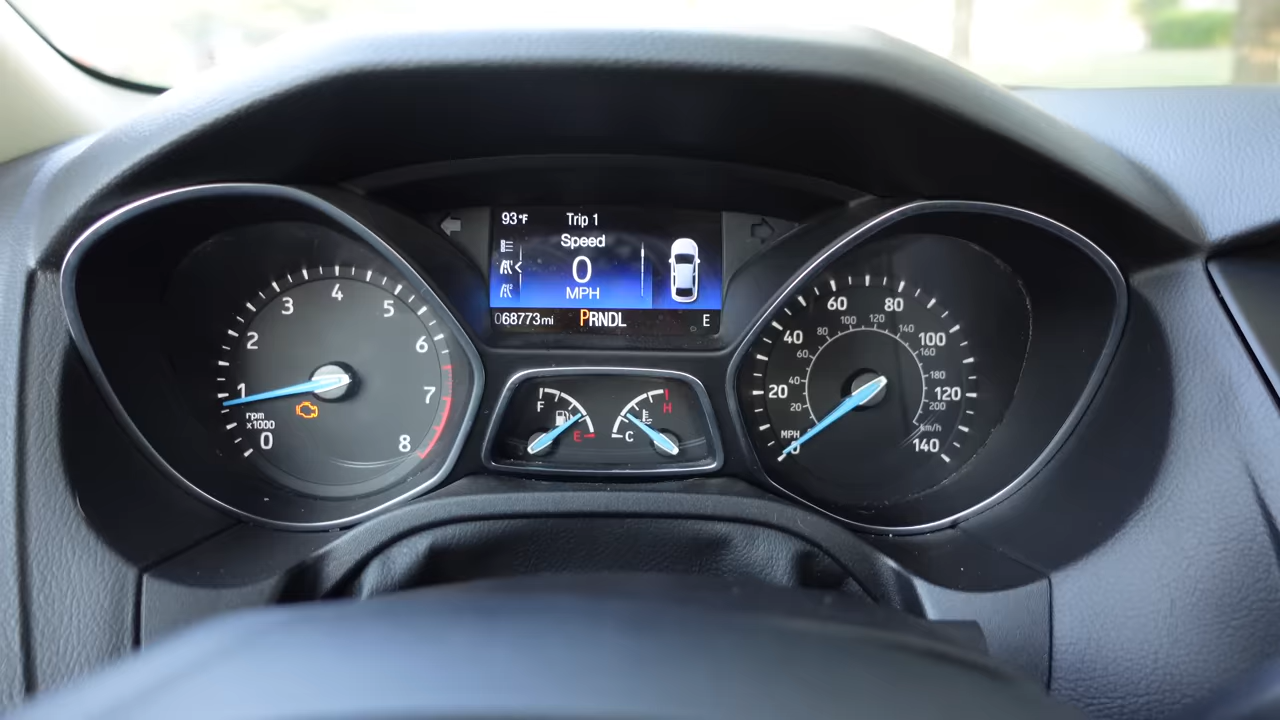 93°F Trip 1
Speed
0
MPH
068773mi PRNDL E
0 1 2 3 4 5 6 7 8
rpm
x1000
F E
C H
MPH
0 20 40 60 80 100 120 140
20 40 60 80 100 120 140 160 180 200
km/h